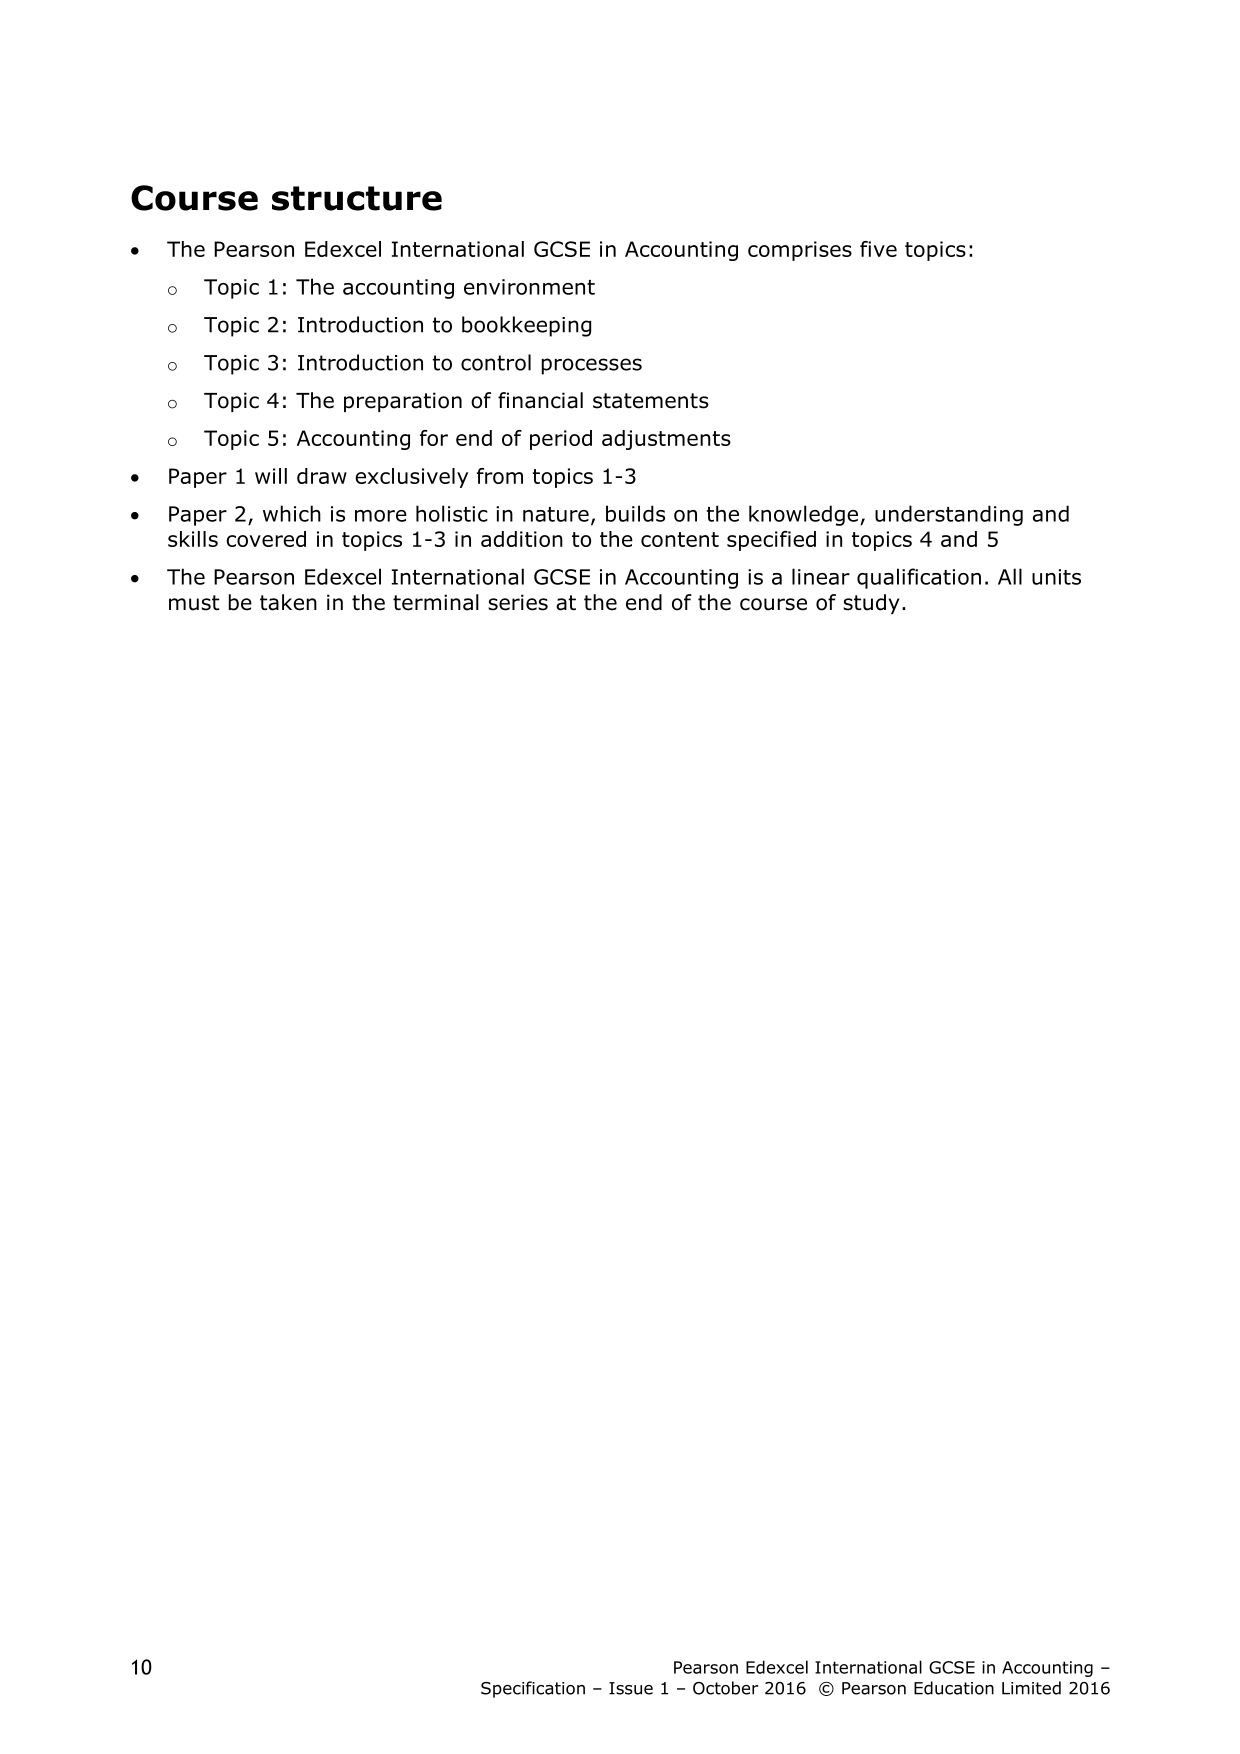 Course structure
• The Pearson Edexcel International GCSE in Accounting comprises five topics:
o Topic 1: The accounting environment
o Topic 2: Introduction to bookkeeping
o Topic 3: Introduction to control processes
o Topic 4: The preparation of financial statements
o Topic 5: Accounting for end of period adjustments
• Paper 1 will draw exclusively from topics 1-3
• Paper 2, which is more holistic in nature, builds on the knowledge, understanding and
skills covered in topics 1-3 in addition to the content specified in topics 4 and 5
• The Pearson Edexcel International GCSE in Accounting is a linear qualification. All units
must be taken in the terminal series at the end of the course of study.
10 Pearson Edexcel International GCSE in Accounting –
Specification – Issue 1 – October 2016 © Pearson Education Limited 2016